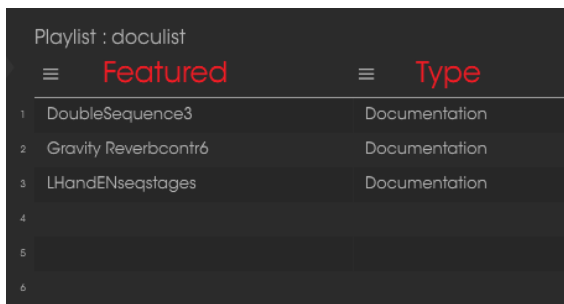 Playlist : doculist
Featured Type
1 DoubleSequence3 Documentation
2 Gravity Reverbcontr6 Documentation
3 LHandENseqstages Documentation
4
5
6